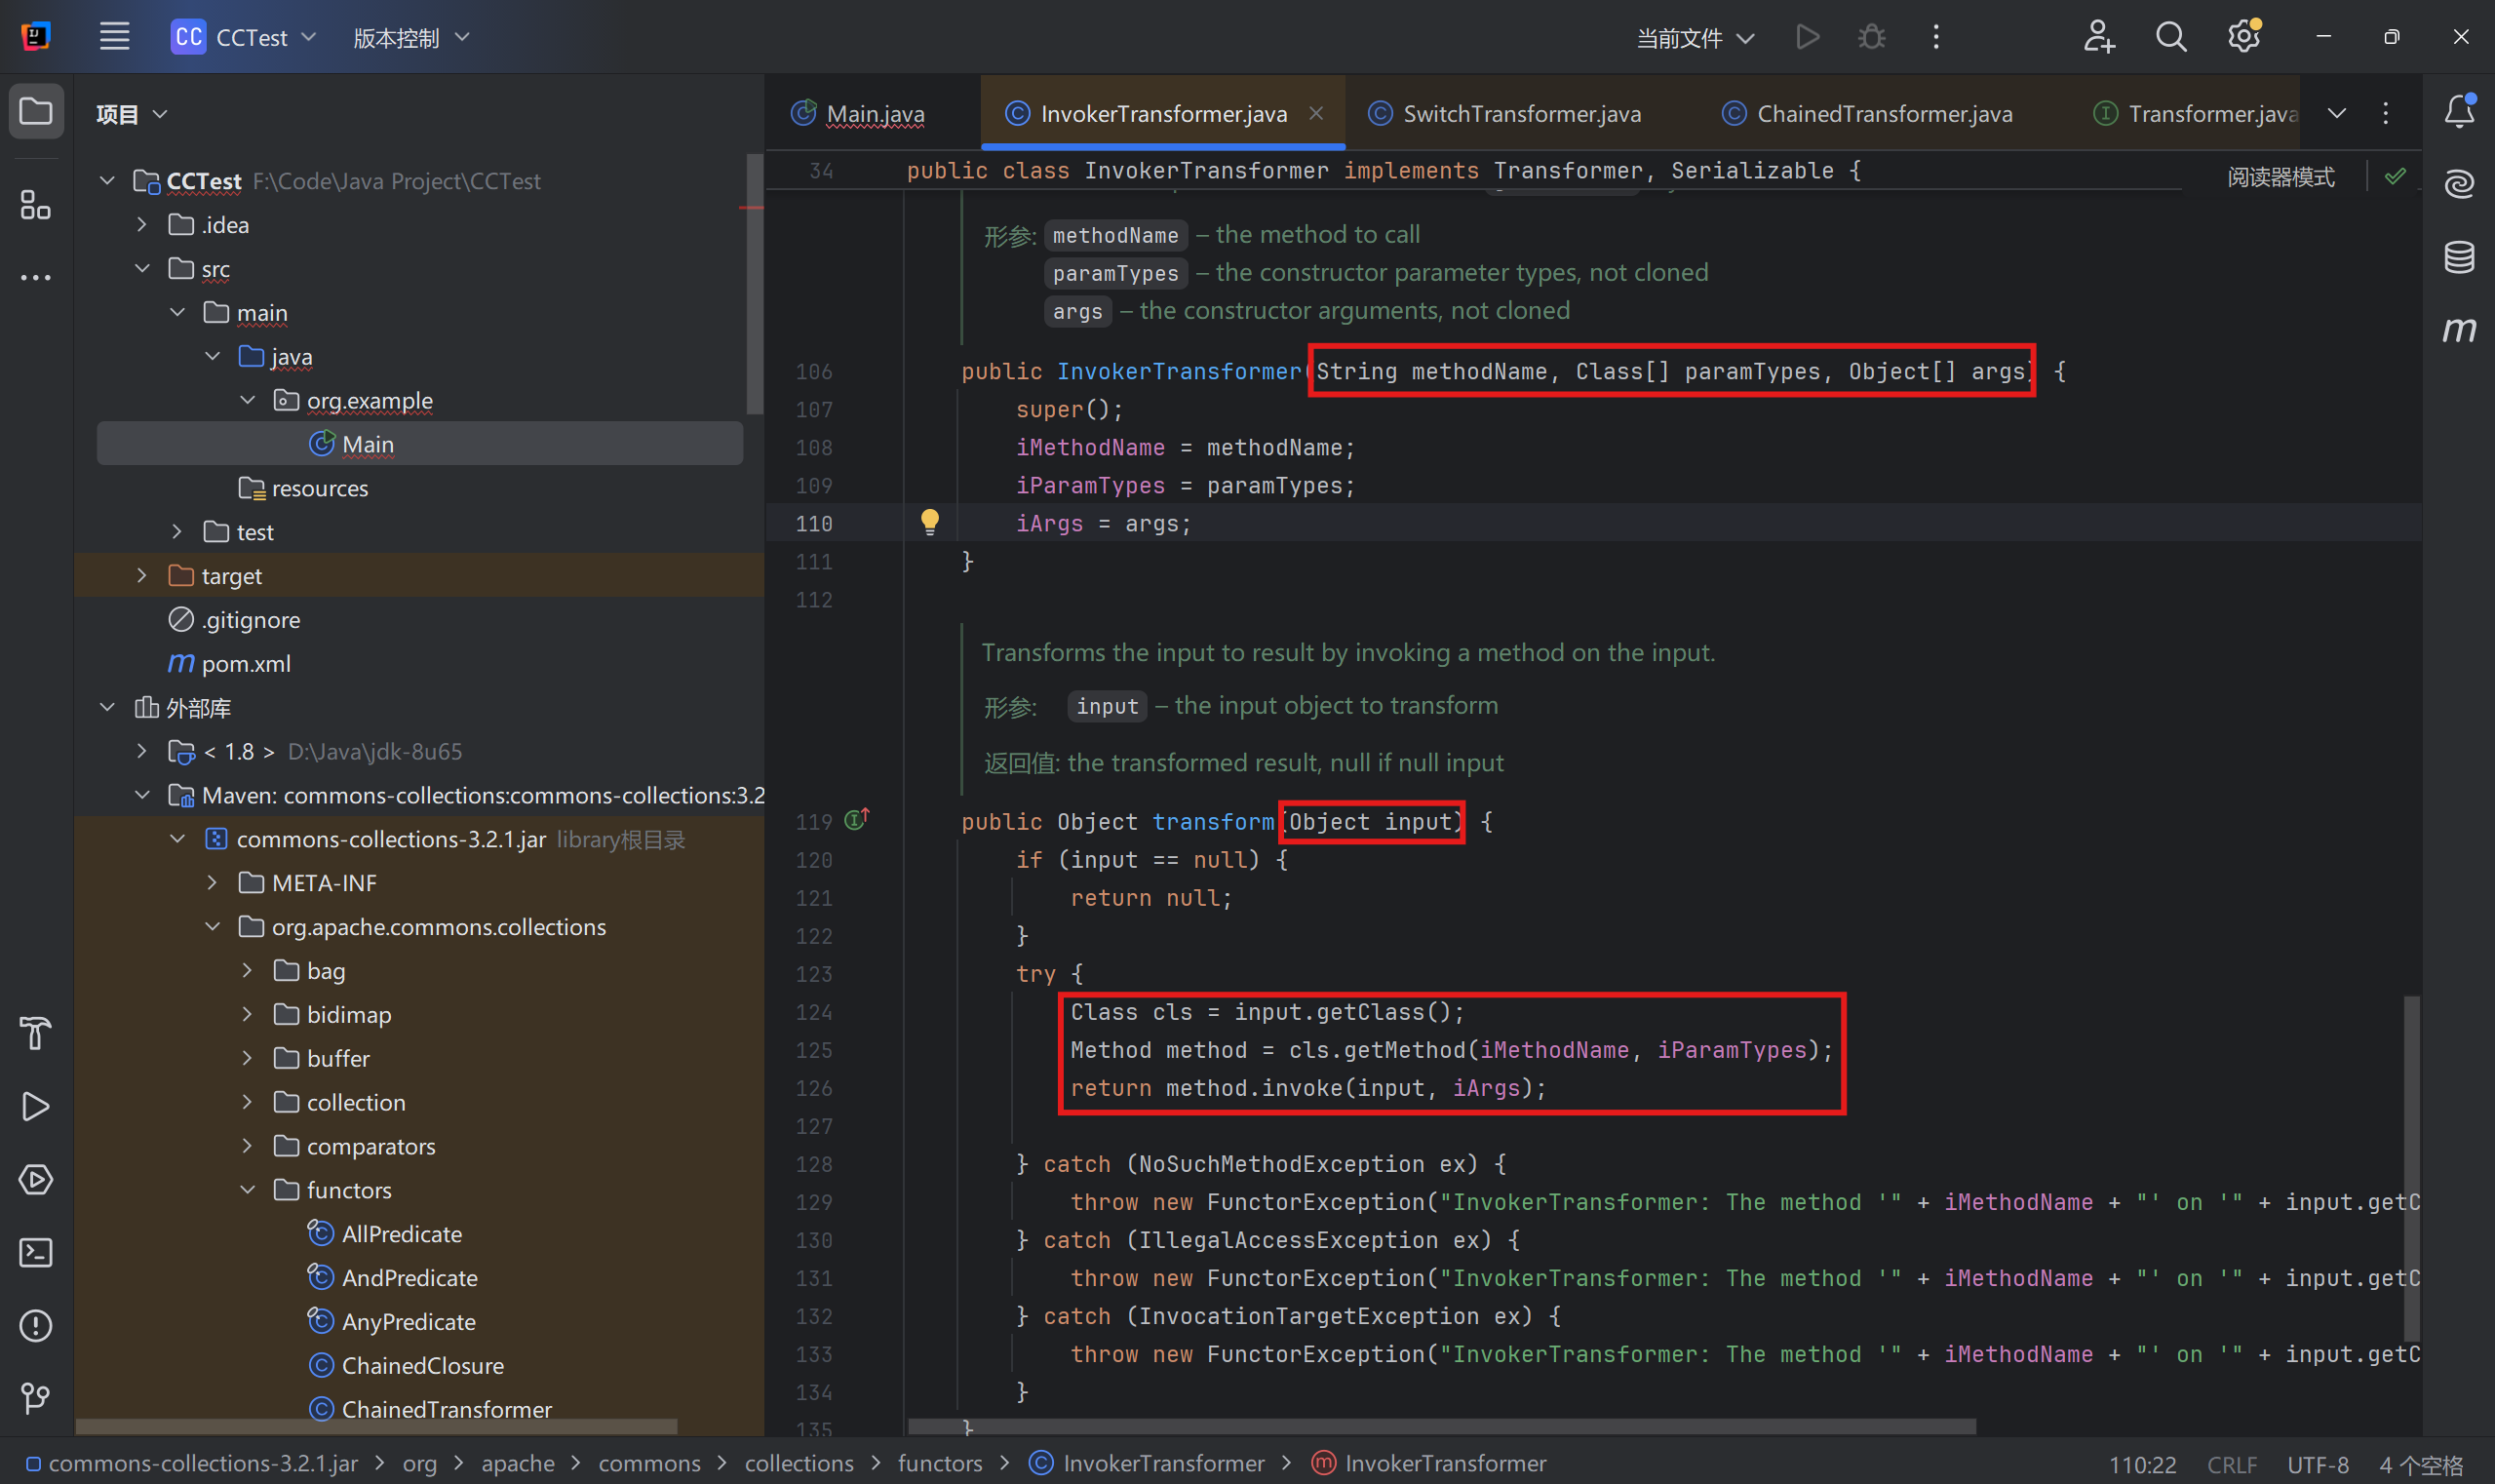 CC CCTest 版本控制 当前文件
项目
CCTest F:\Code\Java Project\CCTest
.idea
src
main
java
org.example
Main
resources
test
target
.gitignore
m pom.xml
外部库
< 1.8 > D:\Java\jdk-8u65
Maven: commons-collections:commons-collections:3.2
commons-collections-3.2.1.jar library根目录
META-INF
org.apache.commons.collections
bag
bidimap
buffer
collection
comparators
functors
AllPredicate
AndPredicate
AnyPredicate
ChainedClosure
ChainedTransformer
Main.java InvokerTransformer.java SwitchTransformer.java ChainedTransformer.java Transformer.java
34 public class InvokerTransformer implements Transformer, Serializable {
阅读器模式
形参: methodName – the method to call
paramTypes – the constructor parameter types, not cloned
args – the constructor arguments, not cloned
106 public InvokerTransformer(String methodName, Class[] paramTypes, Object[] args) {
107 super();
108 iMethodName = methodName;
109 iParamTypes = paramTypes;
110 iArgs = args;
111 }
112
Transforms the input to result by invoking a method on the input.
形参: input – the input object to transform
返回值: the transformed result, null if null input
119 public Object transform(Object input) {
120 if (input == null) {
121 return null;
122 }
123 try {
124 Class cls = input.getClass();
125 Method method = cls.getMethod(iMethodName, iParamTypes);
126 return method.invoke(input, iArgs);
127
128 } catch (NoSuchMethodException ex) {
129 throw new FunctorException("InvokerTransformer: The method '" + iMethodName + "' on '" + input.getC
130 } catch (IllegalAccessException ex) {
131 throw new FunctorException("InvokerTransformer: The method '" + iMethodName + "' on '" + input.getC
132 } catch (InvocationTargetException ex) {
133 throw new FunctorException("InvokerTransformer: The method '" + iMethodName + "' on '" + input.getC
134 }
135 }
commons-collections-3.2.1.jar > org > apache > commons > collections > functors > InvokerTransformer > InvokerTransformer
110:22 CRLF UTF-8 4 个空格